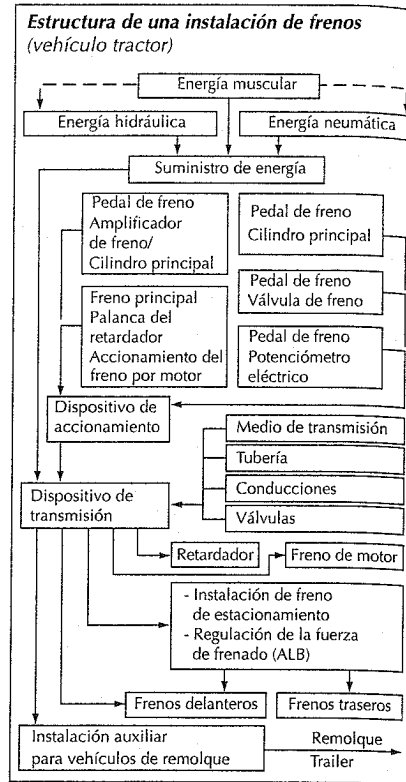 Estructura de una instalación de frenos
(vehículo tractor)
Energía muscular
Energía hidráulica
Energía neumática
Suministro de energía
Pedal de freno
Amplificador
de freno/
Cilindro principal
Pedal de freno
Cilindro principal
Freno principal
Palanca del
retardador
Accionamiento del
freno por motor
Pedal de freno
Válvula de freno
Pedal de freno
Potenciómetro
eléctrico
Dispositivo de
accionamiento
Medio de transmisión
Tubería
Conducciones
Válvulas
Dispositivo de
transmisión
Retardador
Freno de motor
- Instalación de freno
de estacionamiento
- Regulación de la fuerza
de frenado (ALB)
Frenos delanteros
Frenos traseros
Instalación auxiliar
para vehículos de remolque
Remolque
Trailer